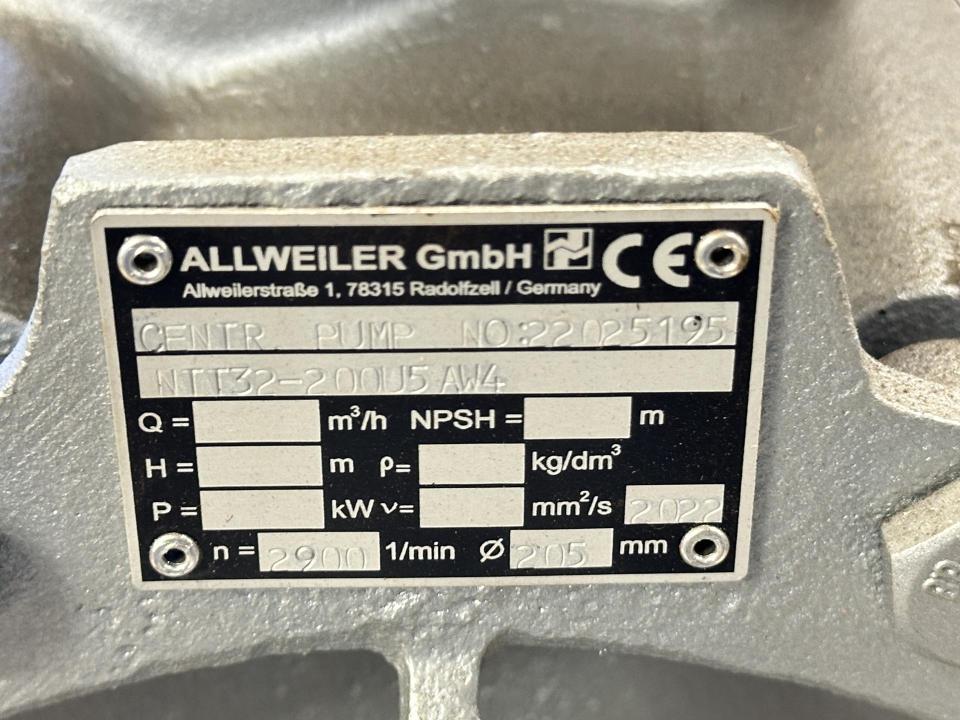 ALLWEILER GmbH CE
Allweilerstraße 1, 78315 Radolfzell / Germany
CENTR. PUMP NO:22025195
NTT32-200U5 AW4
Q = m³/h NPSH = m
H = m ρ= kg/dm³
P = kW ν= mm²/s 2022
n = 2900 1/min Ø 205 mm